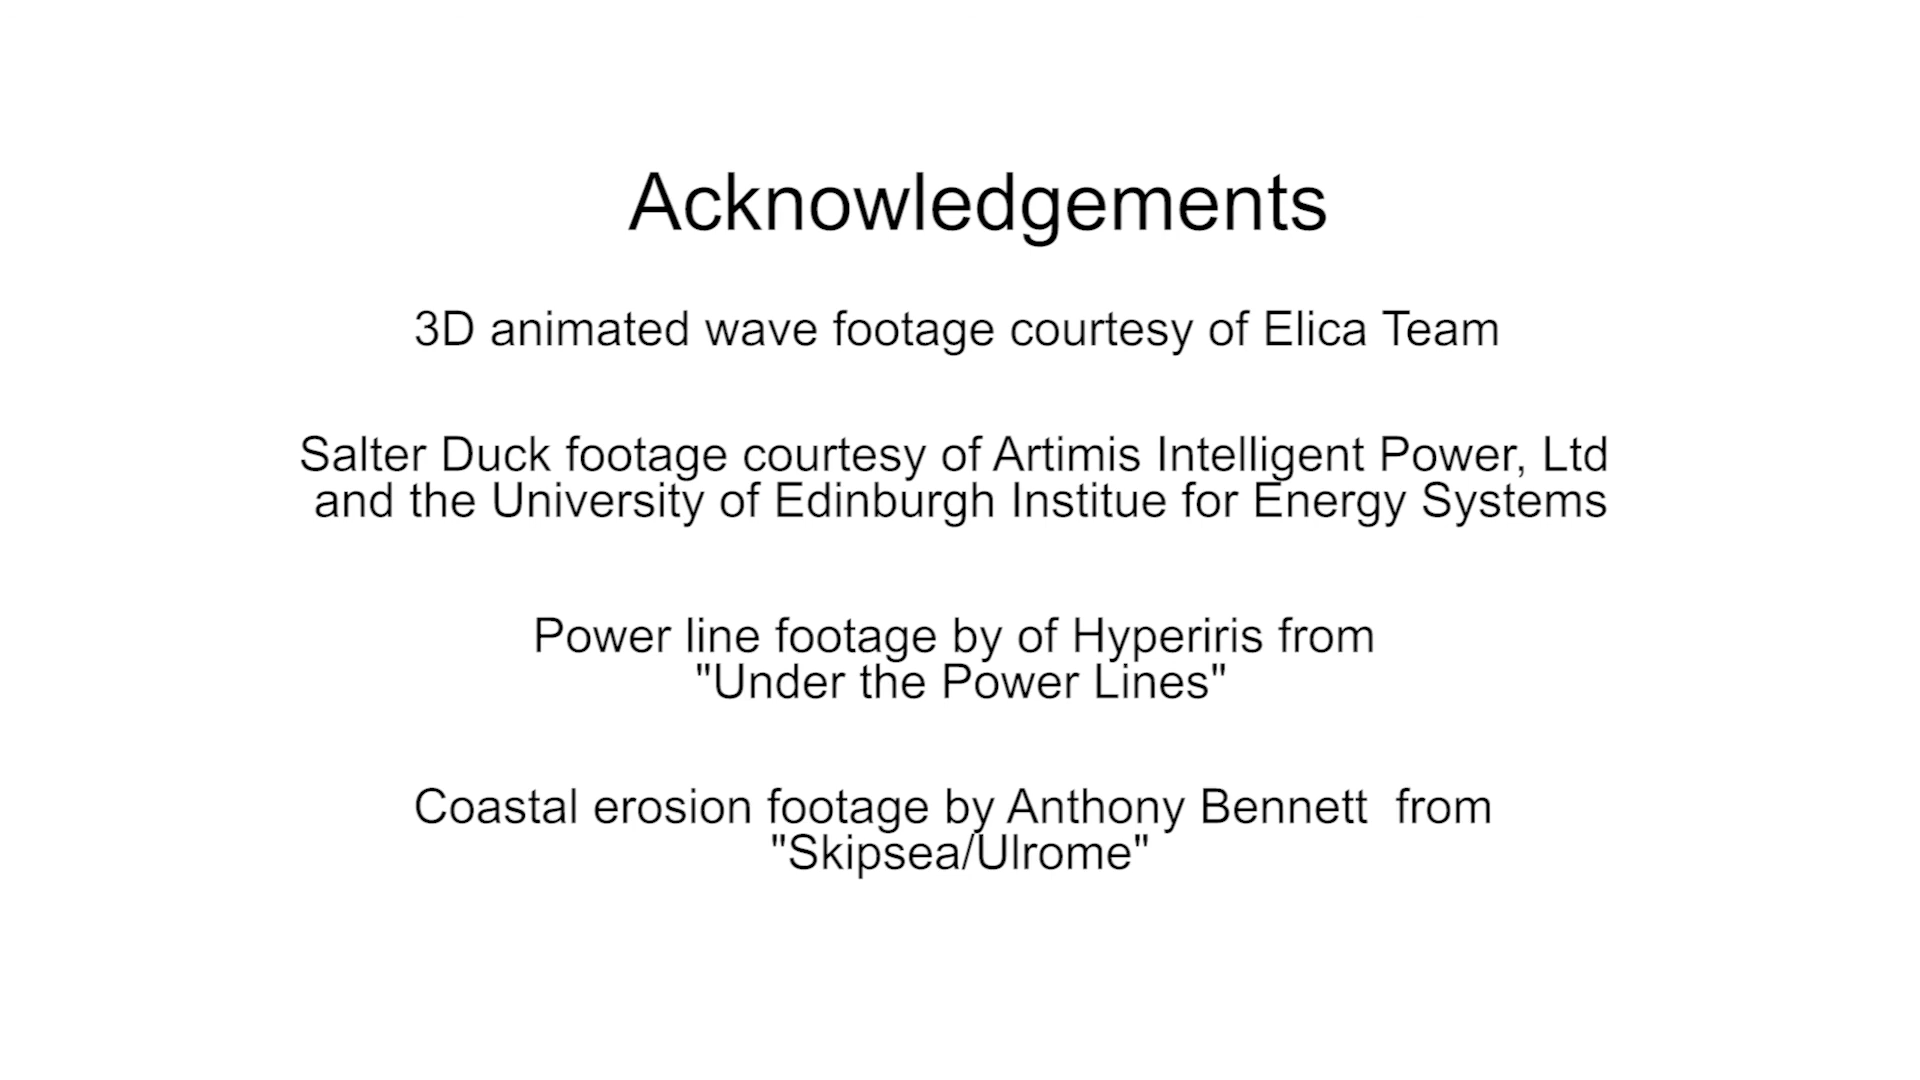 Acknowledgements
3D animated wave footage courtesy of Elica Team
Salter Duck footage courtesy of Artimis Intelligent Power, Ltd
and the University of Edinburgh Institue for Energy Systems
Power line footage by of Hyperiris from
"Under the Power Lines"
Coastal erosion footage by Anthony Bennett  from
"Skipsea/Ulrome"